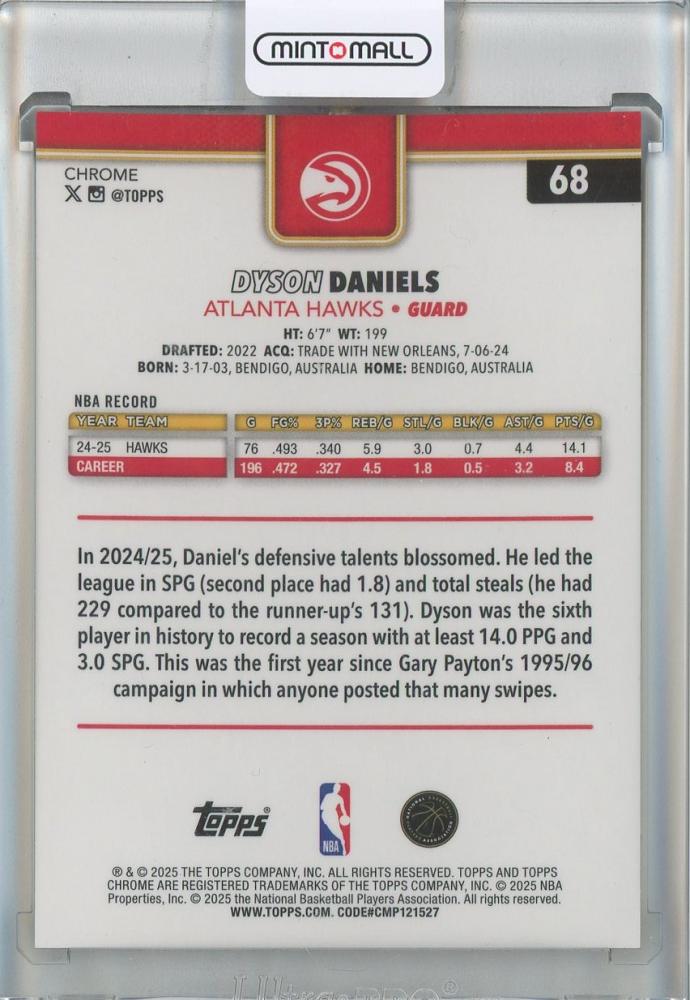 MINTMALL
CHROME
68
X @TOPPS
DYSON DANIELS
ATLANTA HAWKS • GUARD
HT: 6'7" WT: 199
DRAFTED: 2022 ACQ: TRADE WITH NEW ORLEANS, 7-06-24
BORN: 3-17-03, BENDIGO, AUSTRALIA HOME: BENDIGO, AUSTRALIA
NBA RECORD
YEAR TEAM G FG% 3P% REB/G STL/G BLK/G AST/G PTS/G
24-25 HAWKS 76 .493 .340 5.9 3.0 0.7 4.4 14.1
CAREER 196 .472 .327 4.5 1.8 0.5 3.2 8.4
In 2024/25, Daniel's defensive talents blossomed. He led the
league in SPG (second place had 1.8) and total steals (he had
229 compared to the runner-up's 131). Dyson was the sixth
player in history to record a season with at least 14.0 PPG and
3.0 SPG. This was the first year since Gary Payton's 1995/96
campaign in which anyone posted that many swipes.
topps®
NBA
NATIONAL BASKETBALL PLAYERS ASSOCIATION
® & © 2025 THE TOPPS COMPANY, INC. ALL RIGHTS RESERVED. TOPPS AND TOPPS
CHROME ARE REGISTERED TRADEMARKS OF THE TOPPS COMPANY, INC. © 2025 NBA
Properties, Inc. © 2025 the National Basketball Players Association. All rights reserved.
WWW.TOPPS.COM. CODE#CMP121527
Ultra PRO®